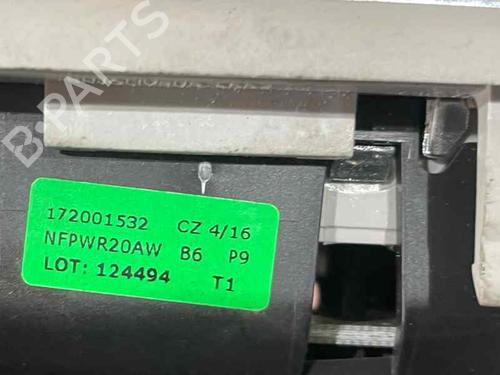 B-PARTS
172001532 CZ 4/16
NFPWR20AW B6 P9
LOT: 124494 T1